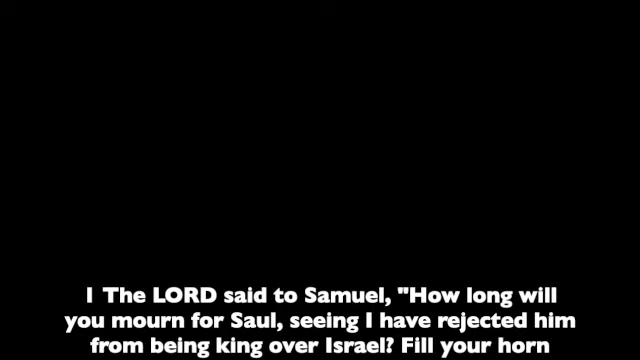 1 The LORD said to Samuel, "How long will
you mourn for Saul, seeing I have rejected him
from being king over Israel? Fill your horn